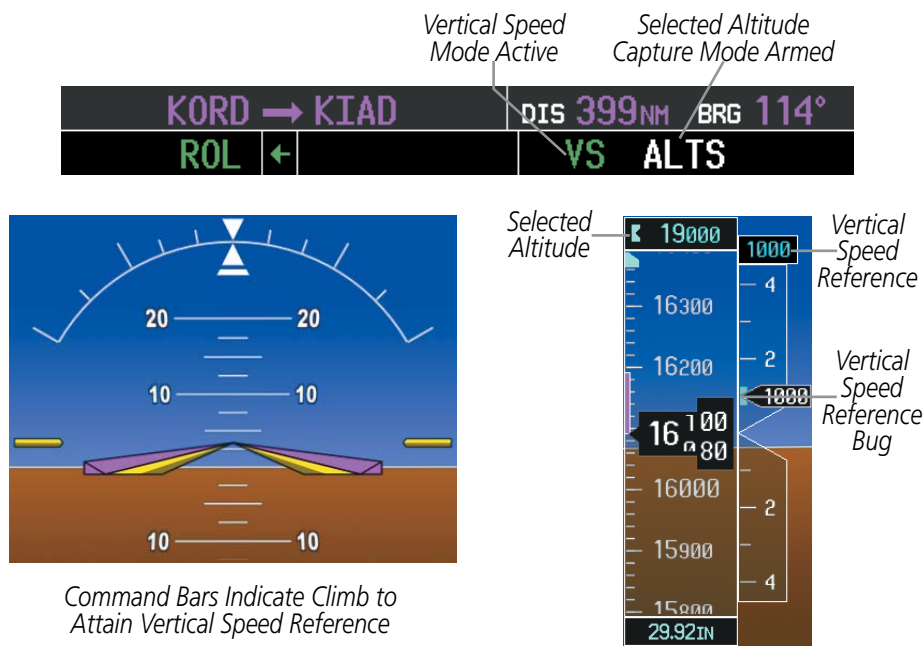 Vertical Speed
Mode Active
Selected Altitude
Capture Mode Armed
KORD → KIAD
DIS 399NM BRG 114°
ROL ← VS ALTS
20 20
10 10
10 10
Command Bars Indicate Climb to
Attain Vertical Speed Reference
Selected
Altitude
19000
16300
16200
16 100
80
16000
15900
15800
29.92IN
1000
4
2
1000
2
4
Vertical
Speed
Reference
Vertical
Speed
Reference
Bug